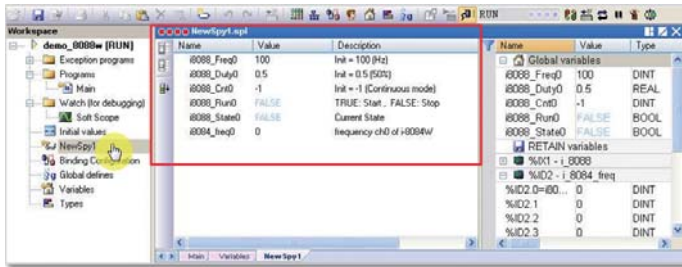 RUN
Workspace
demo_8088w [RUN]
Exception programs
Programs
Main
Watch (for debugging)
Soft Scope
Initial values
NewSpy1
Binding Configuration
Global defines
Variables
Types
NewSpy1.spl
Name Value Description
i8088_Freq0 100 Init = 100 (Hz)
i8088_Duty0 0.5 Init = 0.5 (50%)
i8088_Cnt0 -1 Init = -1 (Continuous mode)
i8088_Run0 FALSE TRUE: Start , FALSE: Stop
i8088_State0 FALSE Current State
i8084_freq0 0 frequency ch0 of i-8084W
Main Variables NewSpy1
Name Value Type
Global variables
i8088_Freq0 100 DINT
i8088_Duty0 0.5 REAL
i8088_Cnt0 -1 DINT
i8088_Run0 FALSE BOOL
i8088_State0 FALSE BOOL
RETAIN variables
%IX1 - i_8088
%ID2 - i_8084_freq
%ID2.0=i80... 0 DINT
%ID2.1 0 DINT
%ID2.2 0 DINT
%ID2.3 0 DINT